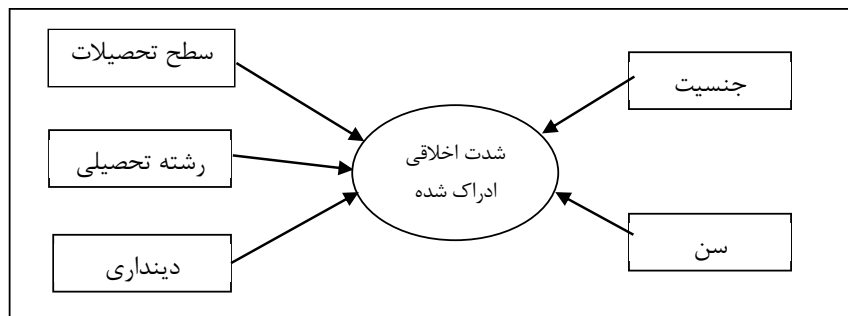 سطح تحصیلات
جنسیت
رشته تحصیلی
شدت اخلاقی
ادراک شده
دینداری
سن